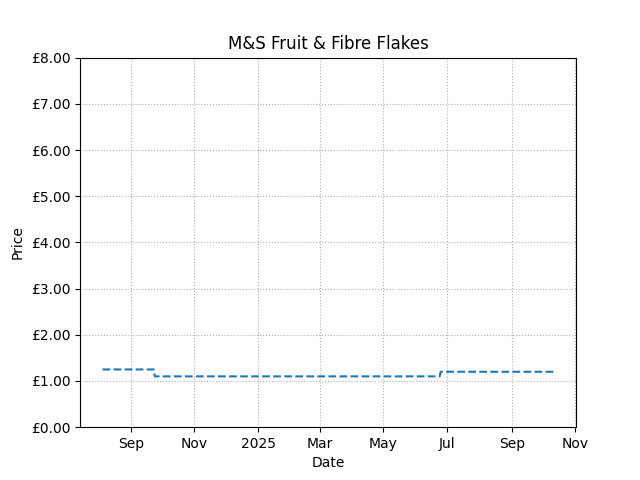 M&S Fruit & Fibre Flakes
£8.00
£7.00
£6.00
£5.00
£4.00
£3.00
£2.00
£1.00
£0.00
Price
Sep Nov 2025 Mar May Jul Sep Nov
Date